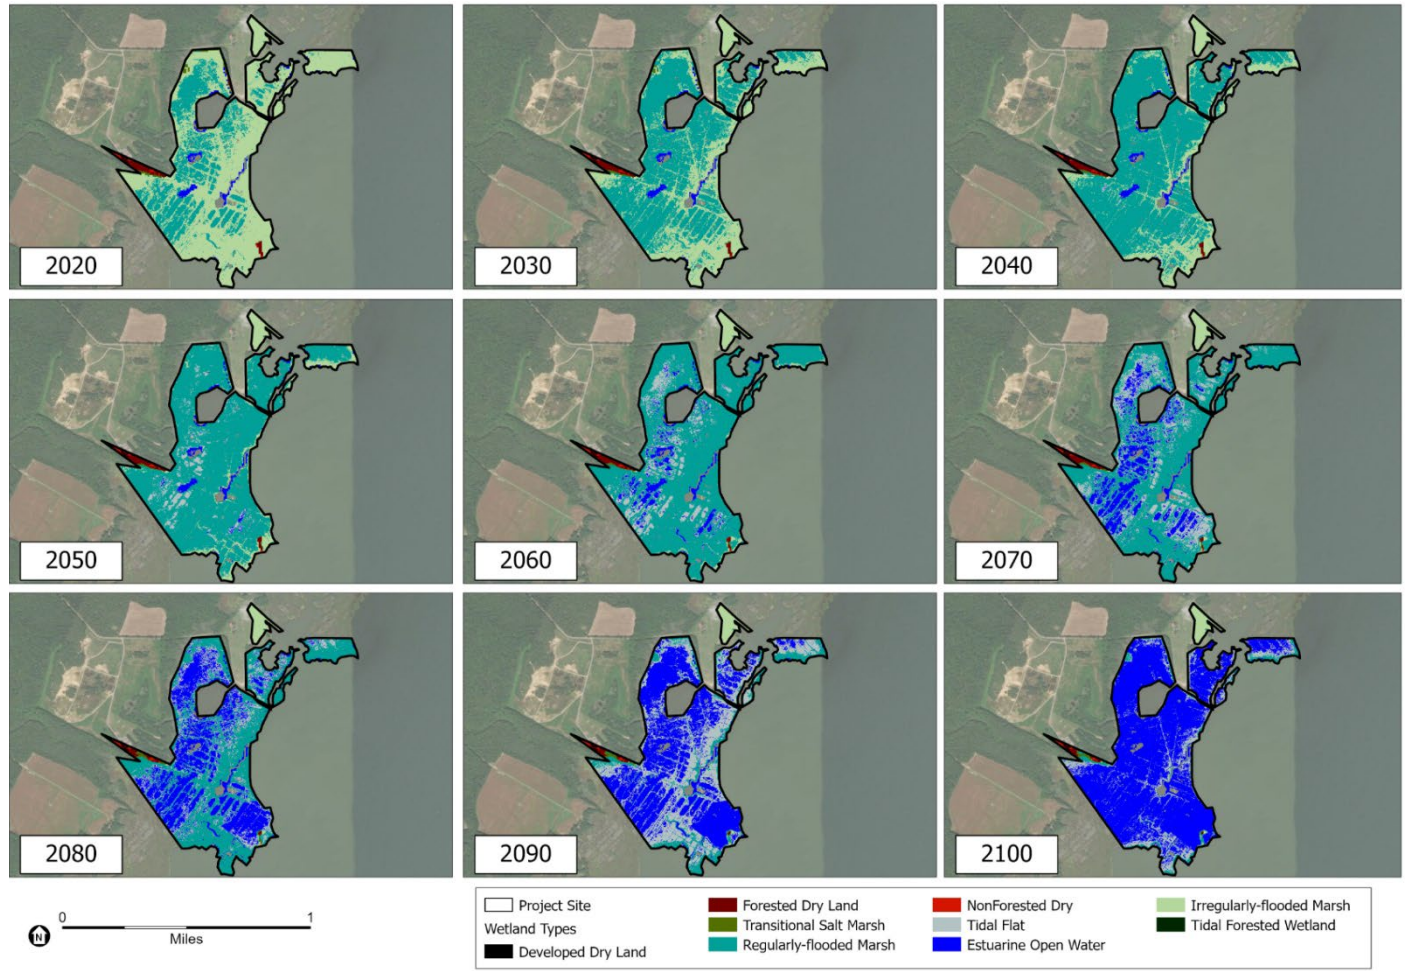 2020
2030
2040
2050
2060
2070
2080
2090
2100
0
1
Miles
N
Project Site
Wetland Types
Developed Dry Land
Forested Dry Land
Transitional Salt Marsh
Regularly-flooded Marsh
NonForested Dry
Tidal Flat
Estuarine Open Water
Irregularly-flooded Marsh
Tidal Forested Wetland